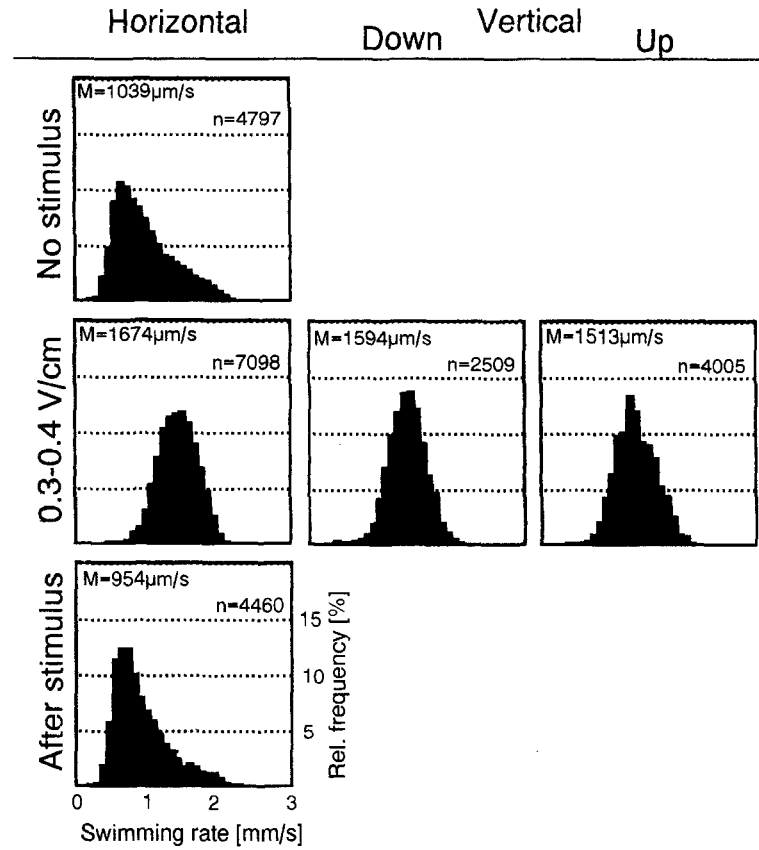 Horizontal
Vertical
Down
Up
No stimulus
M=1039µm/s
n=4797
0.3-0.4 V/cm
M=1674µm/s
n=7098
M=1594µm/s
n=2509
M=1513µm/s
n=4005
After stimulus
M=954µm/s
n=4460
15
10
5
Rel. frequency [%]
0 1 2 3
Swimming rate [mm/s]